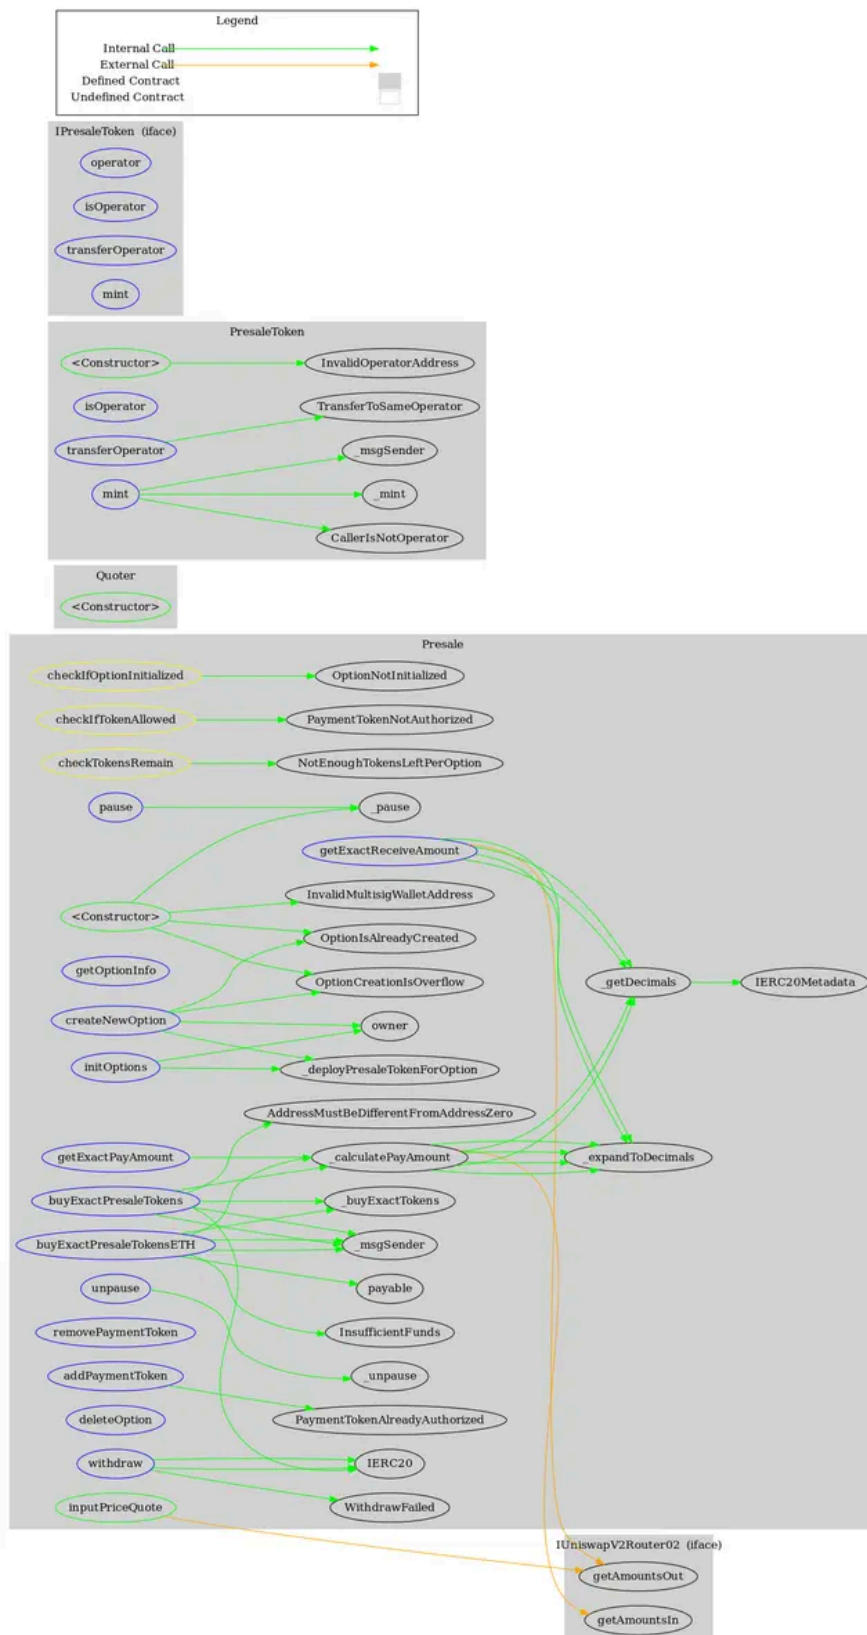 Legend
Internal Call
External Call
Defined Contract
Undefined Contract
IPresaleToken (iface)
operator
isOperator
transferOperator
mint
PresaleToken
<Constructor>
InvalidOperatorAddress
isOperator
TransferToSameOperator
transferOperator
_msgSender
mint
_mint
CallerIsNotOperator
Quoter
<Constructor>
Presale
checkIfOptionInitialized
OptionNotInitialized
checkIfTokenAllowed
PaymentTokenNotAuthorized
checkTokensRemain
NotEnoughTokensLeftPerOption
pause
_pause
getExactReceiveAmount
InvalidMultisigWalletAddress
<Constructor>
OptionIsAlreadyCreated
getOptionInfo
OptionCreationIsOverflow
_getDecimals
IERC20Metadata
createNewOption
owner
initOptions
_deployPresaleTokenForOption
AddressMustBeDifferentFromAddressZero
getExactPayAmount
_calculatePayAmount
_expandToDecimals
buyExactPresaleTokens
_buyExactTokens
buyExactPresaleTokensETH
_msgSender
unpause
payable
removePaymentToken
InsufficientFunds
addPaymentToken
_unpause
deleteOption
PaymentTokenAlreadyAuthorized
withdraw
IERC20
inputPriceQuote
WithdrawFailed
IUniswapV2Router02 (iface)
getAmountsOut
getAmountsIn